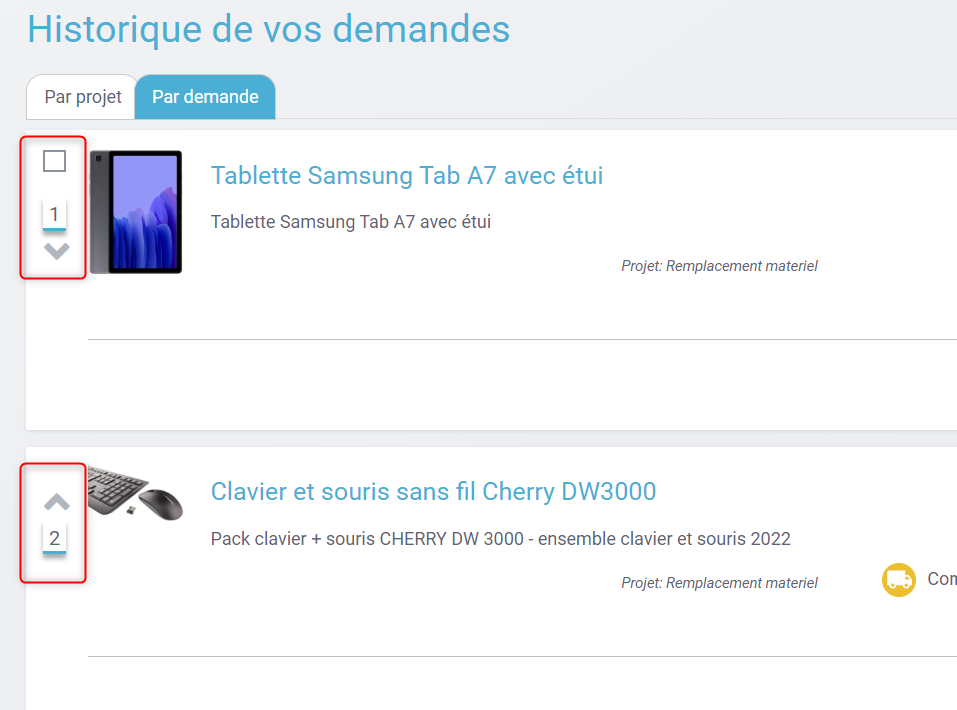 Historique de vos demandes
Par projet
Par demande
1
Tablette Samsung Tab A7 avec étui
Tablette Samsung Tab A7 avec étui
Projet: Remplacement materiel
2
Clavier et souris sans fil Cherry DW3000
Pack clavier + souris CHERRY DW 3000 - ensemble clavier et souris 2022
Projet: Remplacement materiel